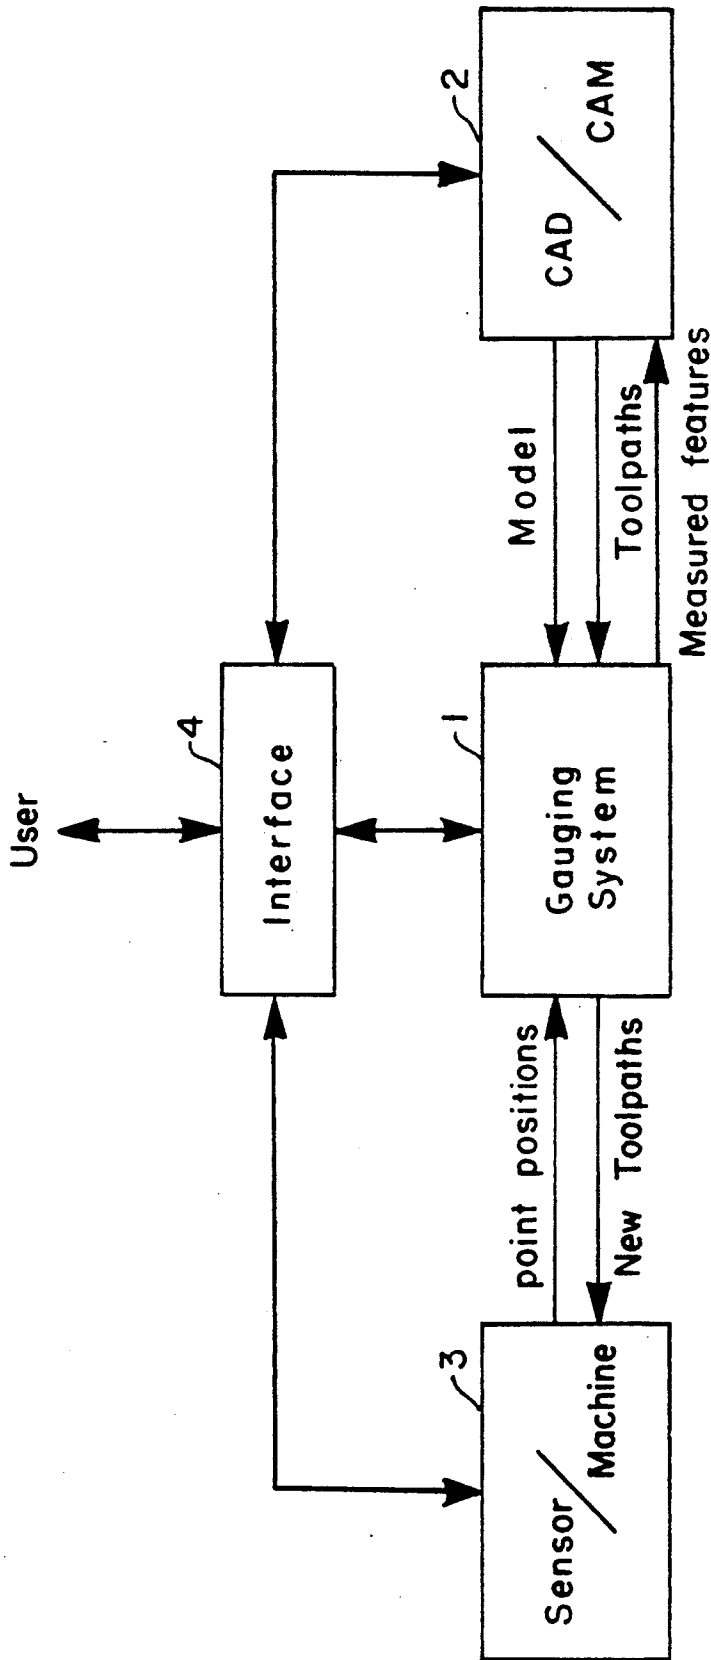 User
4
Interface
3
Sensor
/
Machine
point positions
New Toolpaths
1
Gauging
System
Model
Toolpaths
Measured features
2
CAD
/
CAM